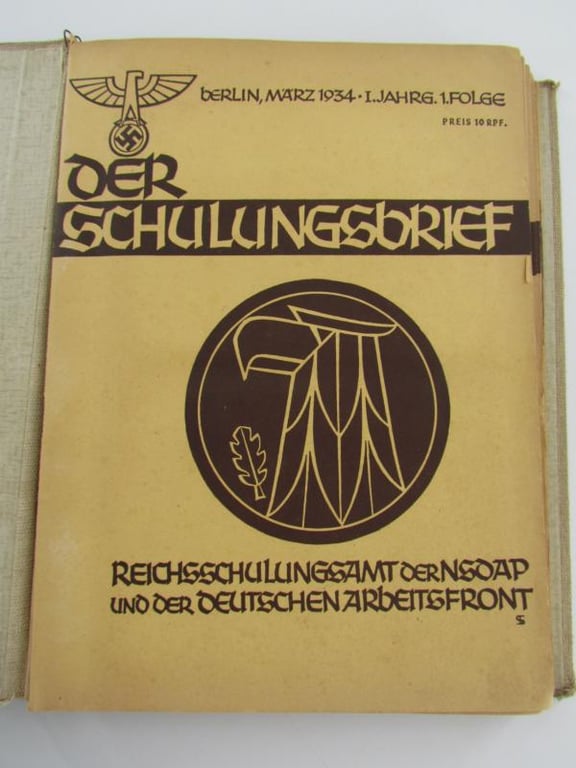 BERLIN, MÄRZ 1934 · I. JAHRG. 1. FOLGE
PREIS 10 RPF.
DER
SCHULUNGSBRIEF
REICHSSCHULUNGSAMT DER NSDAP
UND DER DEUTSCHEN ARBEITSFRONT